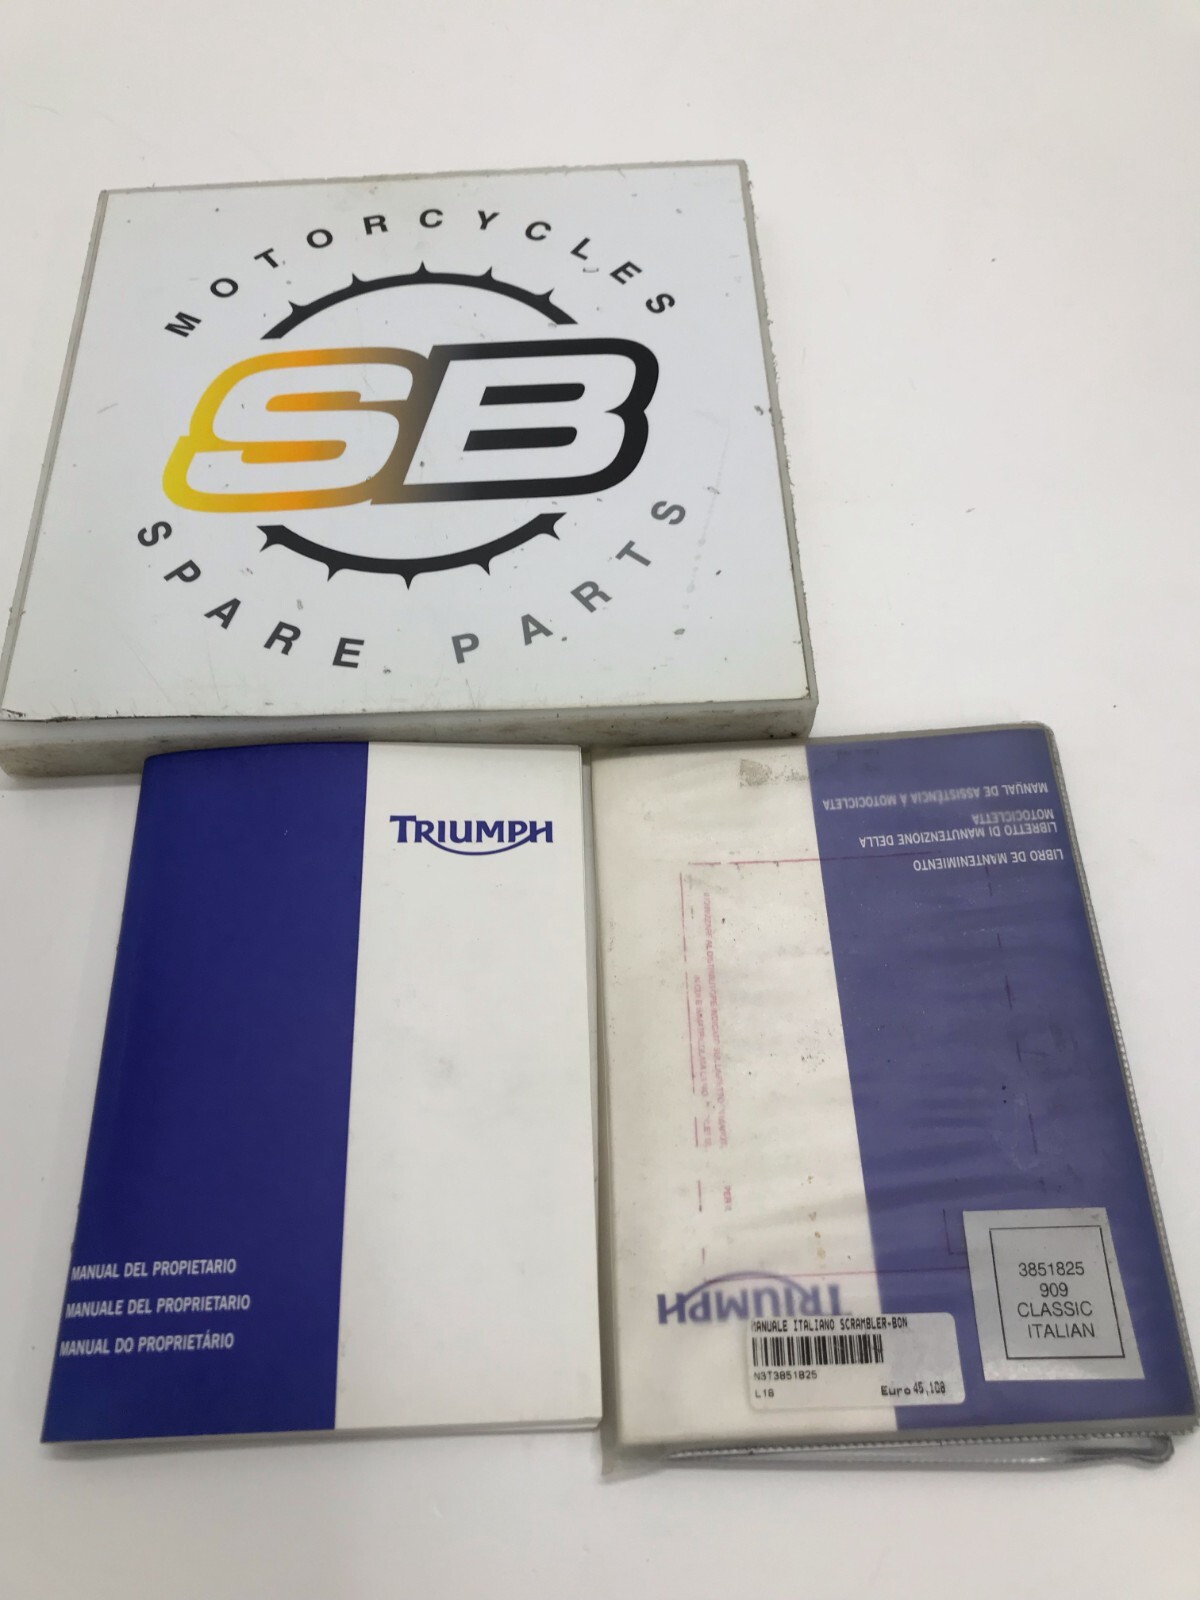 MOTORCYCLES
SB
SPARE PARTS
TRIUMPH
MANUAL DEL PROPIETARIO
MANUALE DEL PROPRIETARIO
MANUAL DO PROPRIETÁRIO
LIBRO DE MANTENIMIENTO
LIBRETTO DI MANUTENZIONE DELLA
MOTOCICLETTA
MANUAL DE ASSISTÊNCIA À MOTOCICLETA
TRIUMPH
3851825
909
CLASSIC
ITALIAN
MANUALE ITALIANO SCRAMBLER-BON
N3T3851825
L18 Euro 45,108